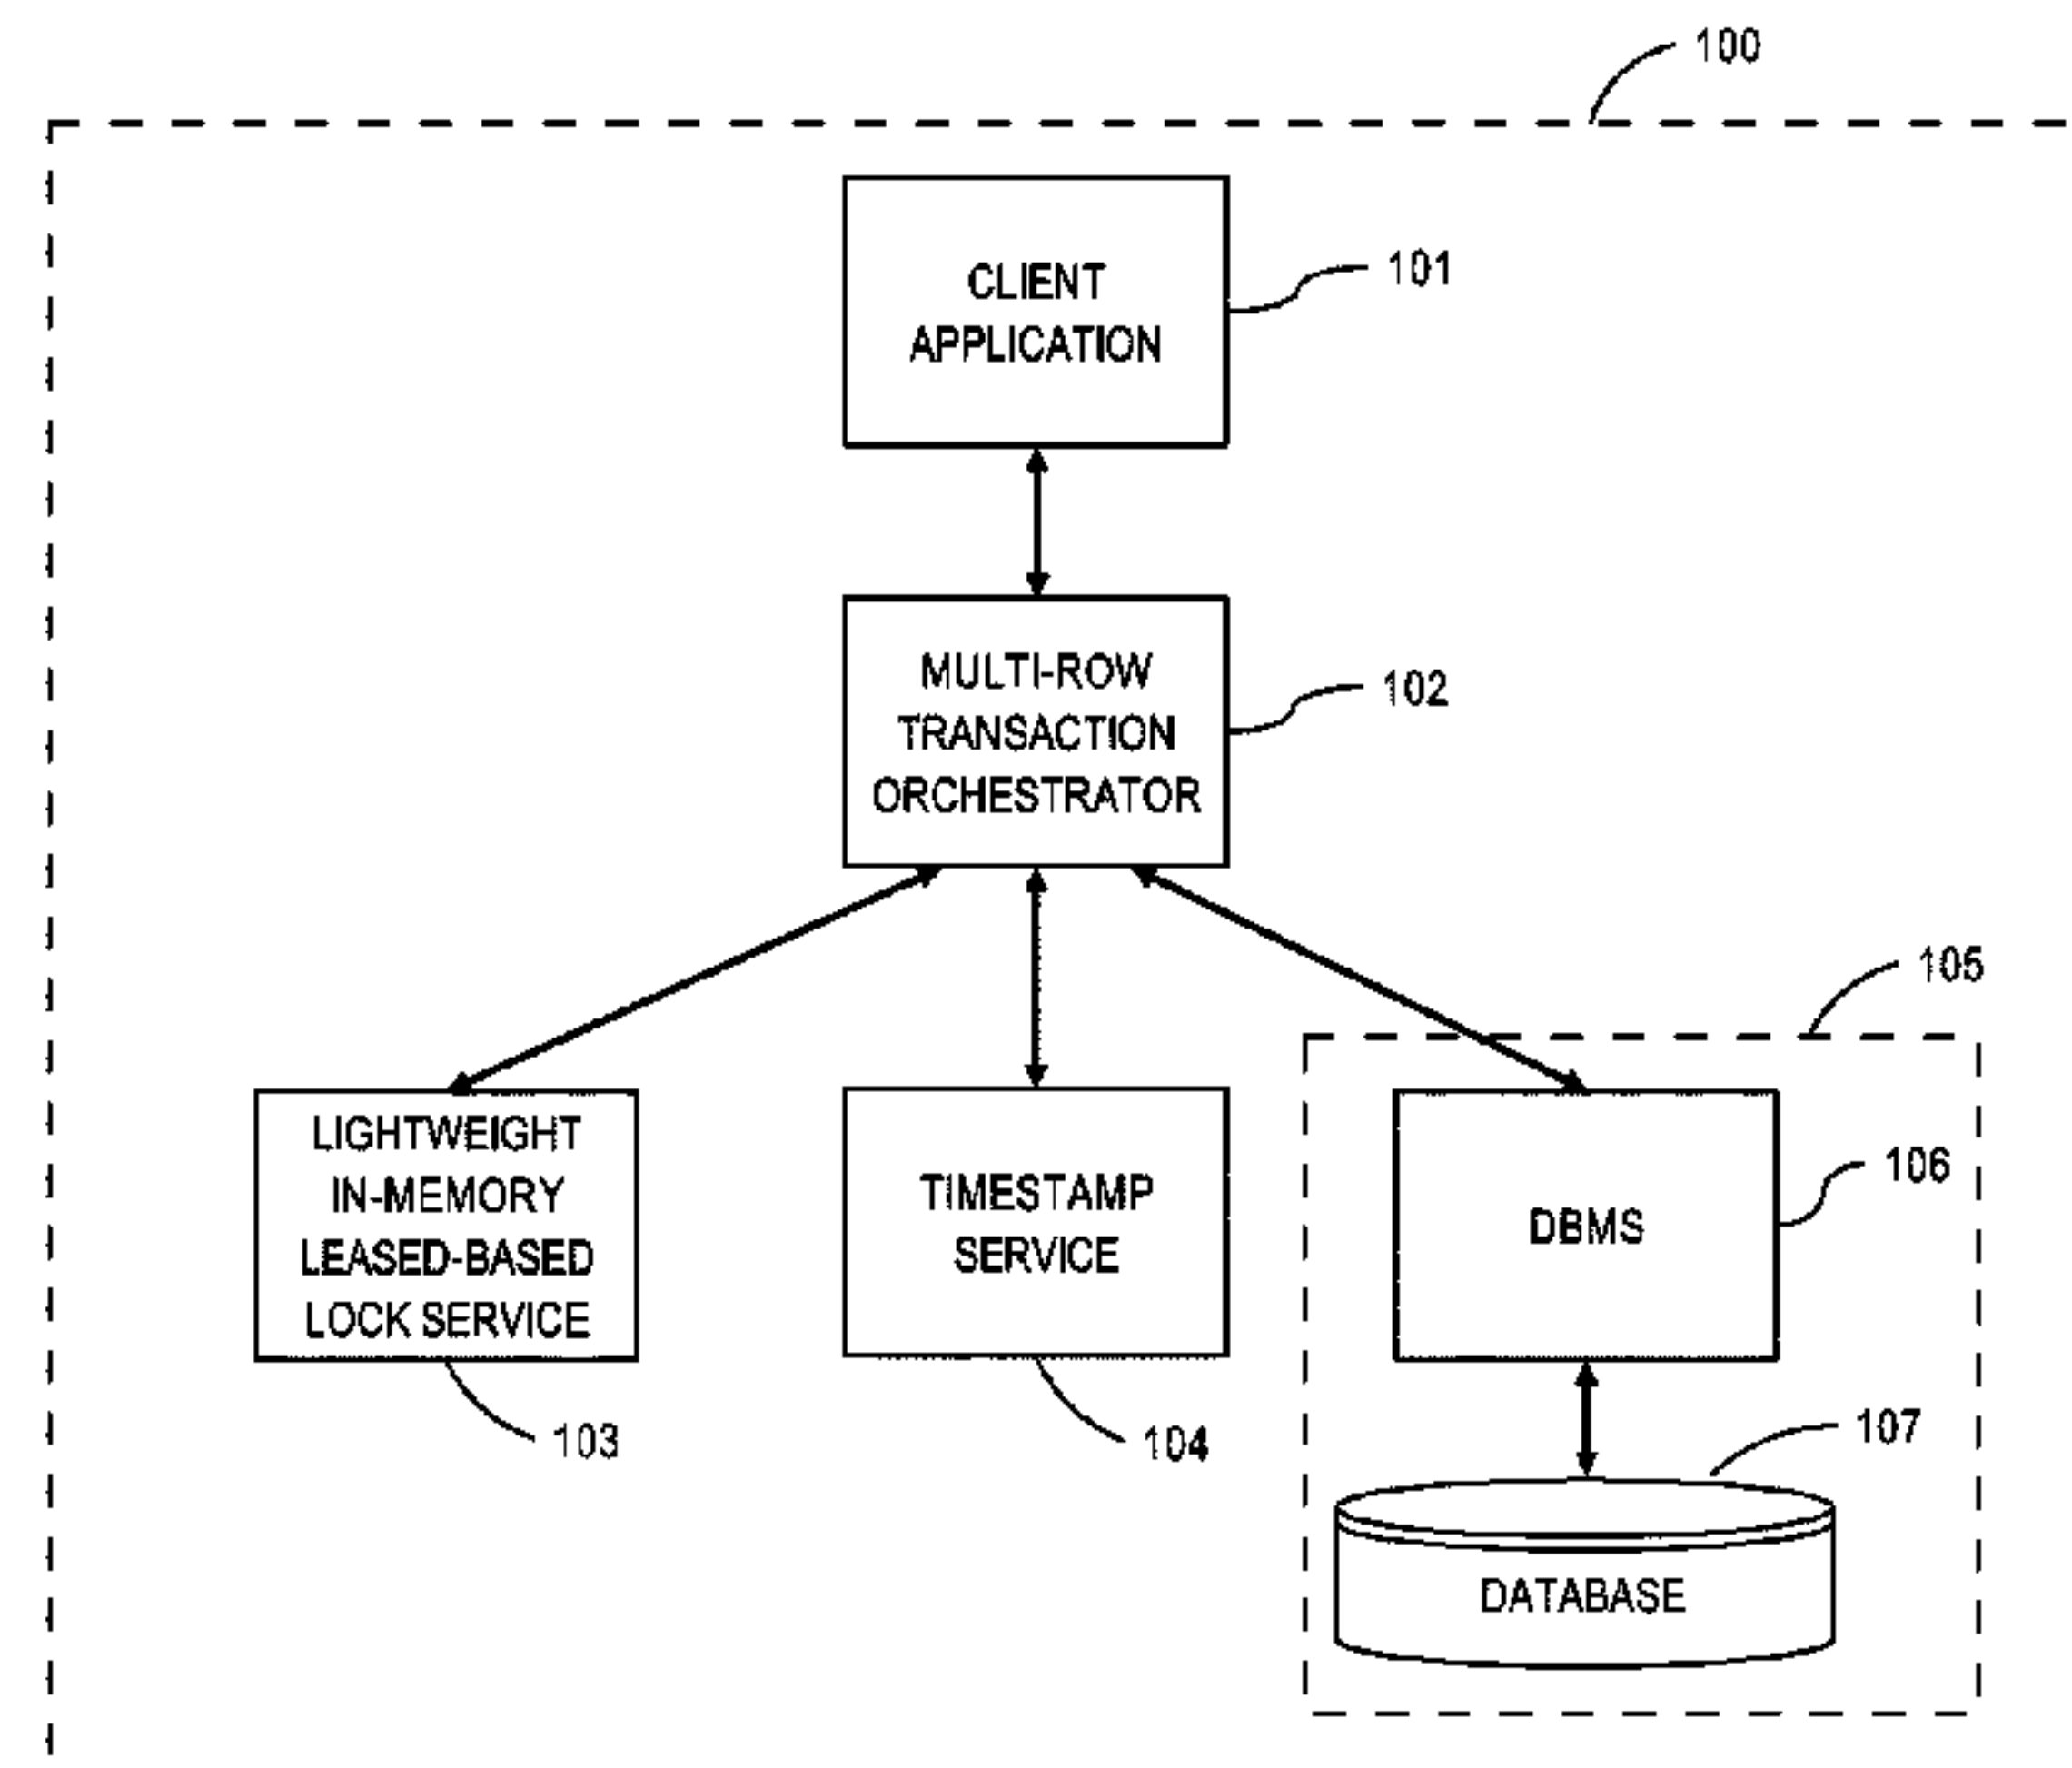 100
CLIENT
APPLICATION
101
MULTI-ROW
TRANSACTION
ORCHESTRATOR
102
105
LIGHTWEIGHT
IN-MEMORY
LEASED-BASED
LOCK SERVICE
103
TIMESTAMP
SERVICE
104
DBMS
106
107
DATABASE